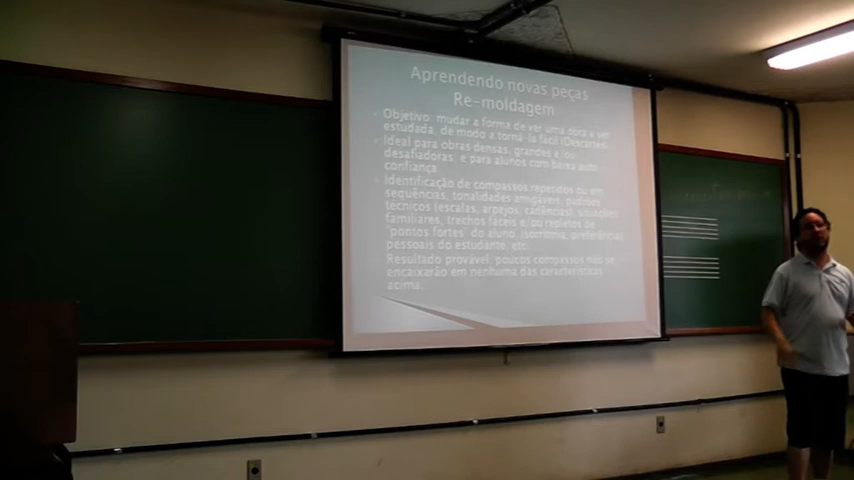 Aprendendo novas peças
Re-moldagem
Objetivo: mudar a forma de ver uma obra a ser
estudada, de modo a torná-la fácil (Descartes)
Ideal para obras densas, grandes e/ou
desafiadoras, e para alunos com baixa auto-
confiança.
Identificação de compassos repetidos ou em
sequências, tonalidades amigáveis, padrões
técnicos (escalas, arpejos, cadências), situações
familiares, trechos fáceis e/ou repletos de
"pontos fortes" do aluno, isorritmia, preferências
pessoais do estudante, etc.
Resultado provável: poucos compassos não se
encaixarão em nenhuma das características
acima.